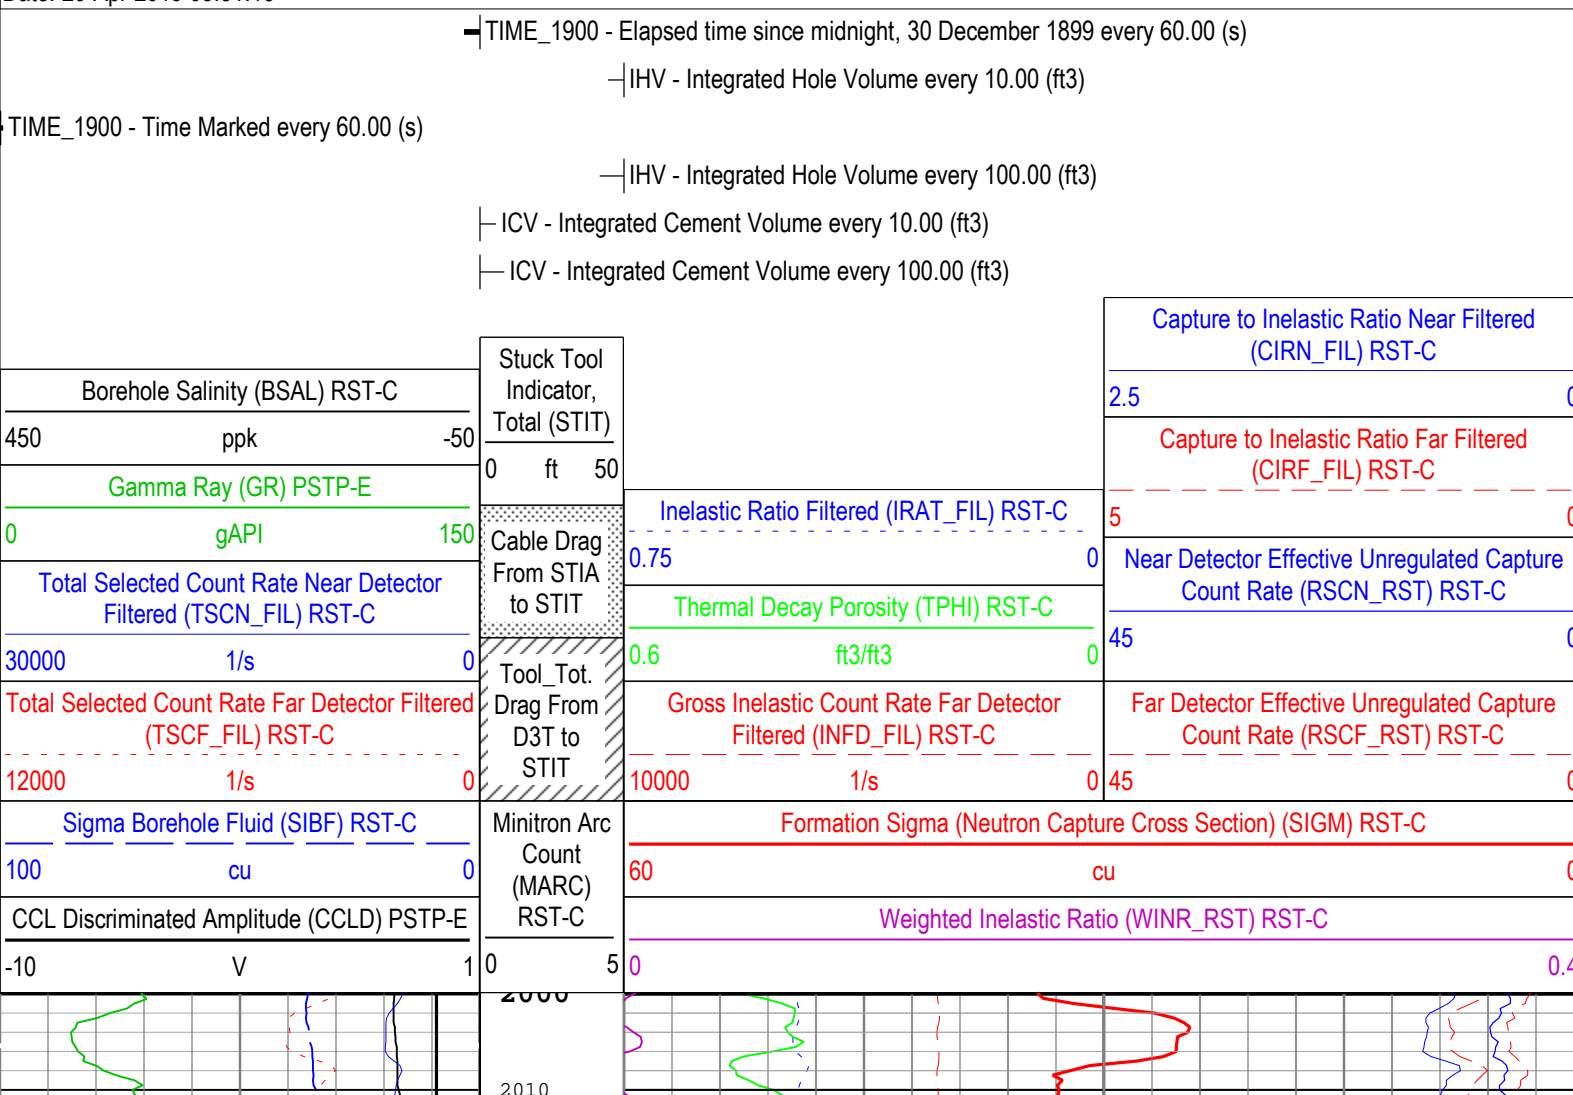 TIME_1900 - Elapsed time since midnight, 30 December 1899 every 60.00 (s)
IHV - Integrated Hole Volume every 10.00 (ft3)
TIME_1900 - Time Marked every 60.00 (s)
IHV - Integrated Hole Volume every 100.00 (ft3)
ICV - Integrated Cement Volume every 10.00 (ft3)
ICV - Integrated Cement Volume every 100.00 (ft3)
Borehole Salinity (BSAL) RST-C
450 ppk -50
Gamma Ray (GR) PSTP-E
0 gAPI 150
Total Selected Count Rate Near Detector
Filtered (TSCN_FIL) RST-C
30000 1/s 0
Total Selected Count Rate Far Detector Filtered
(TSCF_FIL) RST-C
12000 1/s 0
Sigma Borehole Fluid (SIBF) RST-C
100 cu 0
CCL Discriminated Amplitude (CCLD) PSTP-E
-10 V 1
Stuck Tool
Indicator,
Total (STIT)
0 ft 50
Cable Drag
From STIA
to STIT
Tool_Tot.
Drag From
D3T to
STIT
Minitron Arc
Count
(MARC)
RST-C
0 5
Inelastic Ratio Filtered (IRAT_FIL) RST-C
0.75 0
Thermal Decay Porosity (TPHI) RST-C
0.6 ft3/ft3 0
Gross Inelastic Count Rate Far Detector
Filtered (INFD_FIL) RST-C
10000 1/s 0
Capture to Inelastic Ratio Near Filtered
(CIRN_FIL) RST-C
2.5 0
Capture to Inelastic Ratio Far Filtered
(CIRF_FIL) RST-C
5 0
Near Detector Effective Unregulated Capture
Count Rate (RSCN_RST) RST-C
45 0
Far Detector Effective Unregulated Capture
Count Rate (RSCF_RST) RST-C
45 0
Formation Sigma (Neutron Capture Cross Section) (SIGM) RST-C
60 cu 0
Weighted Inelastic Ratio (WINR_RST) RST-C
0 0.4
2000
2010